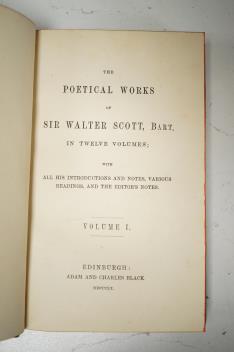 THE
POETICAL WORKS
OF
SIR WALTER SCOTT, BART.
IN TWELVE VOLUMES;
WITH
ALL HIS INTRODUCTIONS AND NOTES, VARIOUS
READINGS, AND THE EDITOR'S NOTES.
VOLUME I.
EDINBURGH:
ADAM AND CHARLES BLACK.